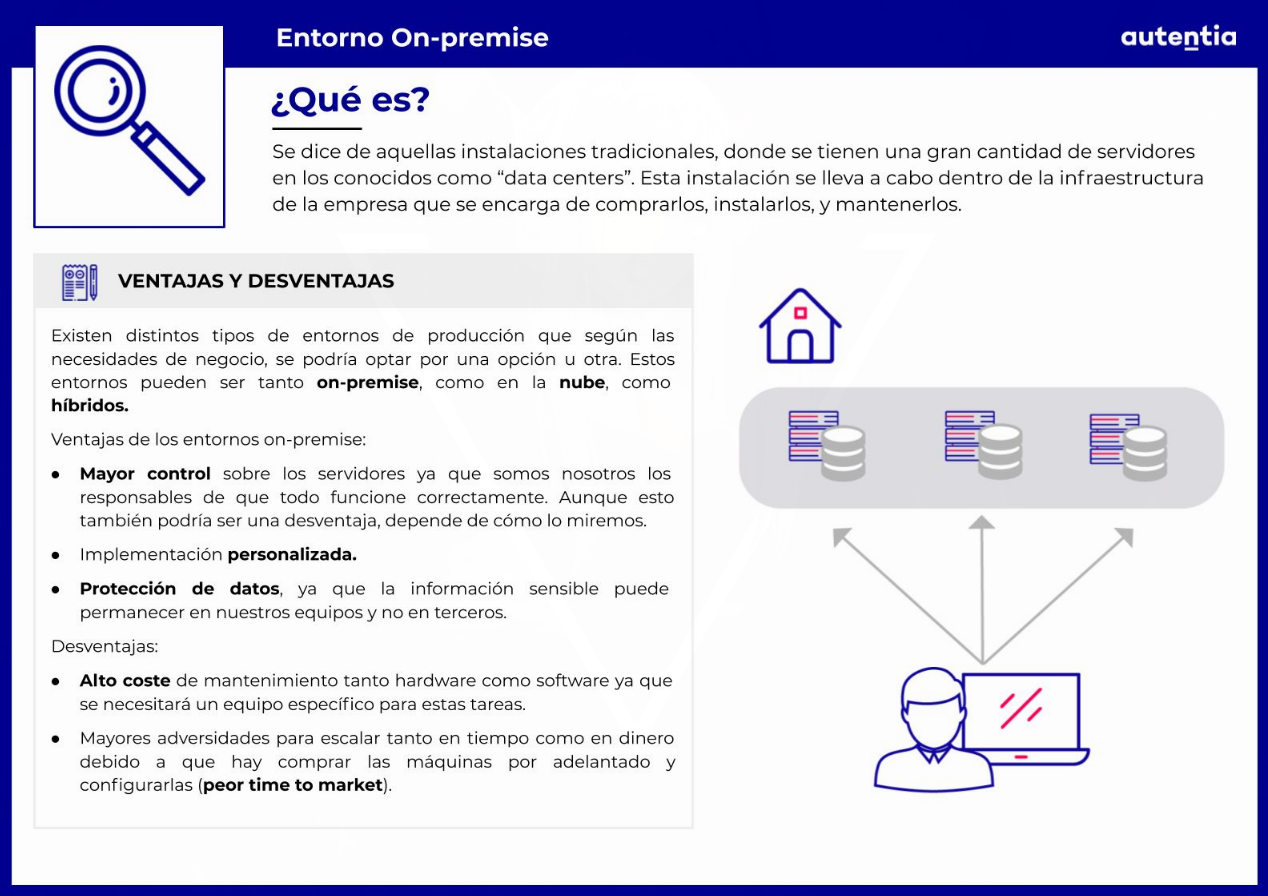 Entorno On-premise
autentia
¿Qué es?
Se dice de aquellas instalaciones tradicionales, donde se tienen una gran cantidad de servidores
en los conocidos como “data centers”. Esta instalación se lleva a cabo dentro de la infraestructura
de la empresa que se encarga de comprarlos, instalarlos, y mantenerlos.
VENTAJAS Y DESVENTAJAS
Existen distintos tipos de entornos de producción que según las
necesidades de negocio, se podría optar por una opción u otra. Estos
entornos pueden ser tanto on-premise, como en la nube, como
híbridos.
Ventajas de los entornos on-premise:
● Mayor control sobre los servidores ya que somos nosotros los
responsables de que todo funcione correctamente. Aunque esto
también podría ser una desventaja, depende de cómo lo miremos.
● Implementación personalizada.
● Protección de datos, ya que la información sensible puede
permanecer en nuestros equipos y no en terceros.
Desventajas:
● Alto coste de mantenimiento tanto hardware como software ya que
se necesitará un equipo específico para estas tareas.
● Mayores adversidades para escalar tanto en tiempo como en dinero
debido a que hay comprar las máquinas por adelantado y
configurarlas (peor time to market).